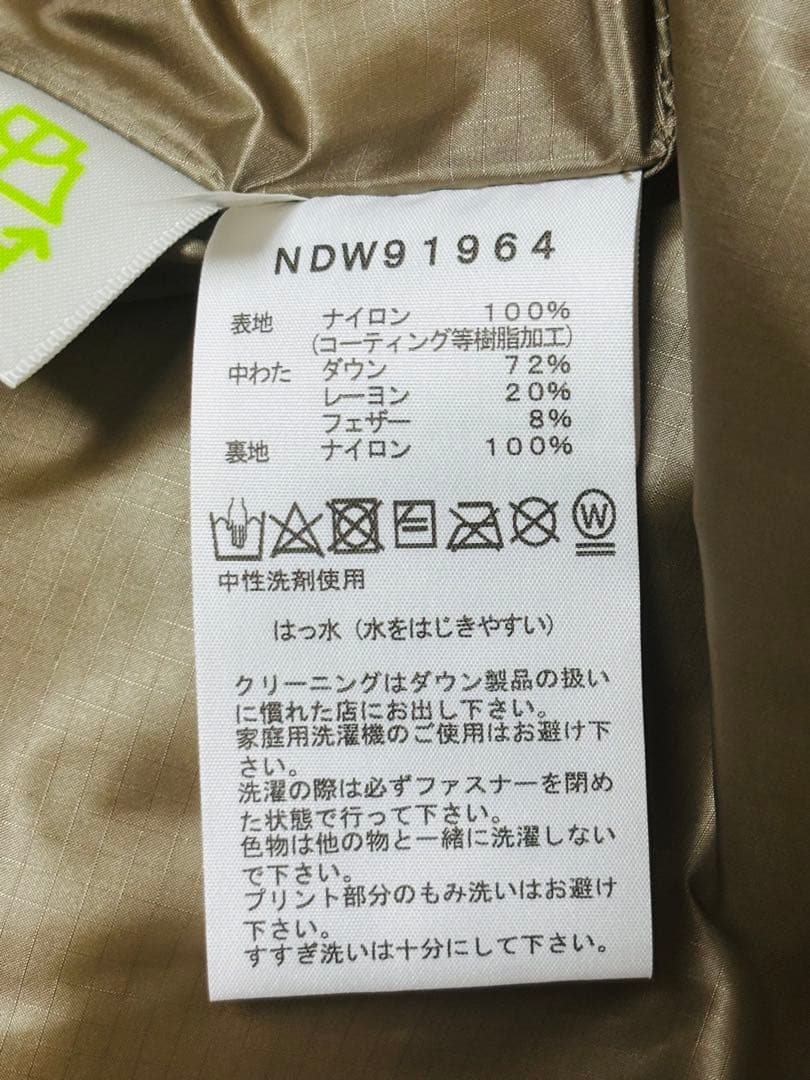 NDW91964
表地 ナイロン 100%
(コーティング等樹脂加工)
中わた ダウン 72%
レーヨン 20%
フェザー 8%
裏地 ナイロン 100%
W
中性洗剤使用
はっ水（水をはじきやすい）
クリーニングはダウン製品の扱い
に慣れた店にお出し下さい。
家庭用洗濯機のご使用はお避け下
さい。
洗濯の際は必ずファスナーを閉め
た状態で行って下さい。
色物は他の物と一緒に洗濯しない
で下さい。
プリント部分のもみ洗いはお避け
下さい。
すすぎ洗いは十分にして下さい。